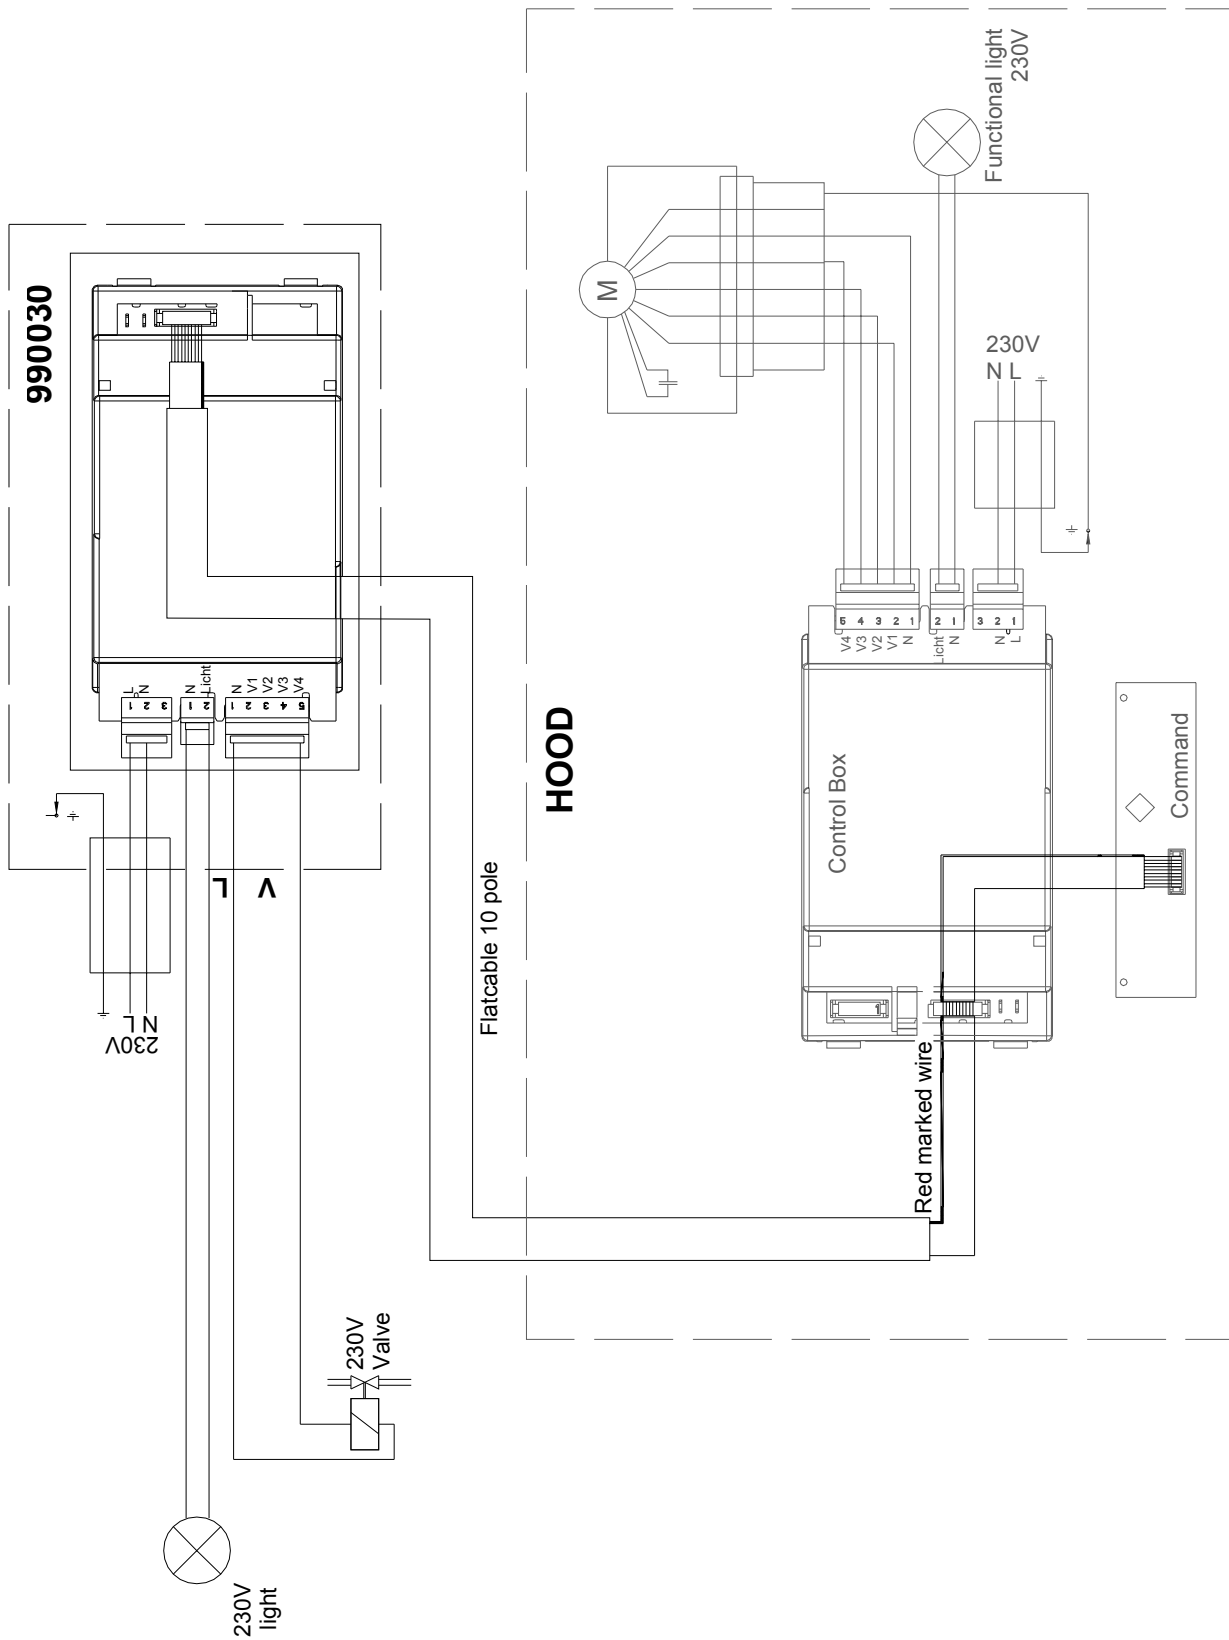 990030
L
N
1
2
3
N
Licht
1
2
N
V1
V2
V3
V4
1
2
3
4
5
L
V
230V
N L
230V
light
230V
Valve
Flatcable 10 pole
HOOD
M
Functional light
230V
230V
N L
5
4
3
2
1
V4
V3
V2
V1
N
2
1
Licht
N
3
2
1
N
L
Control Box
1
Command
Red marked wire